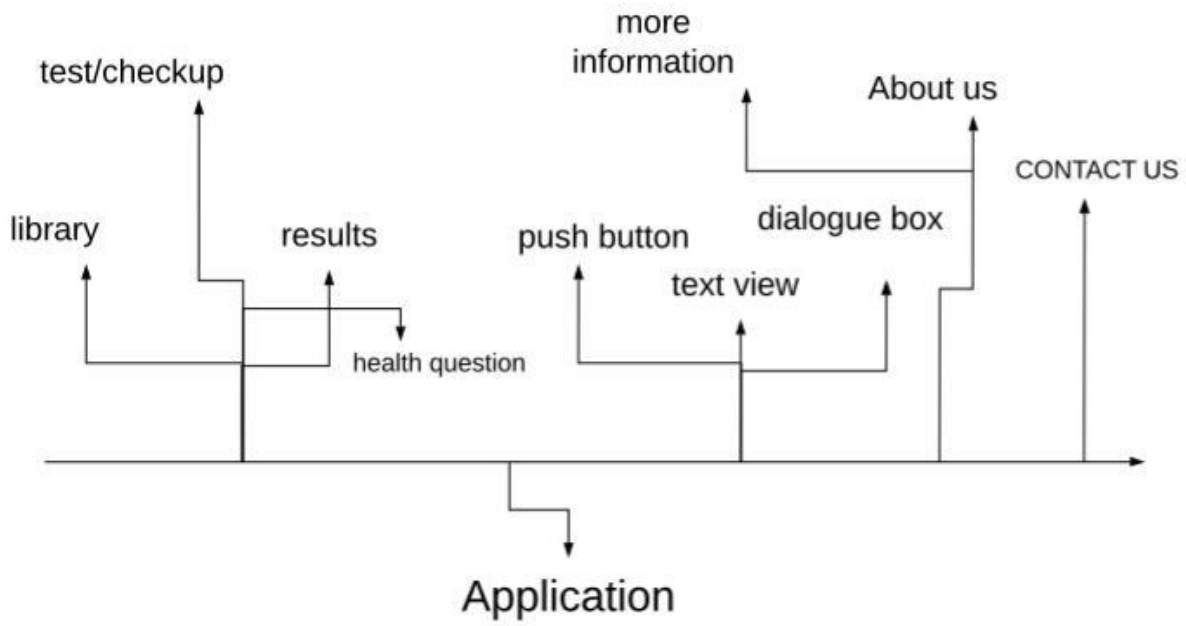 more
information
test/checkup
About us
CONTACT US
library
results
push button
dialogue box
text view
health question
Application